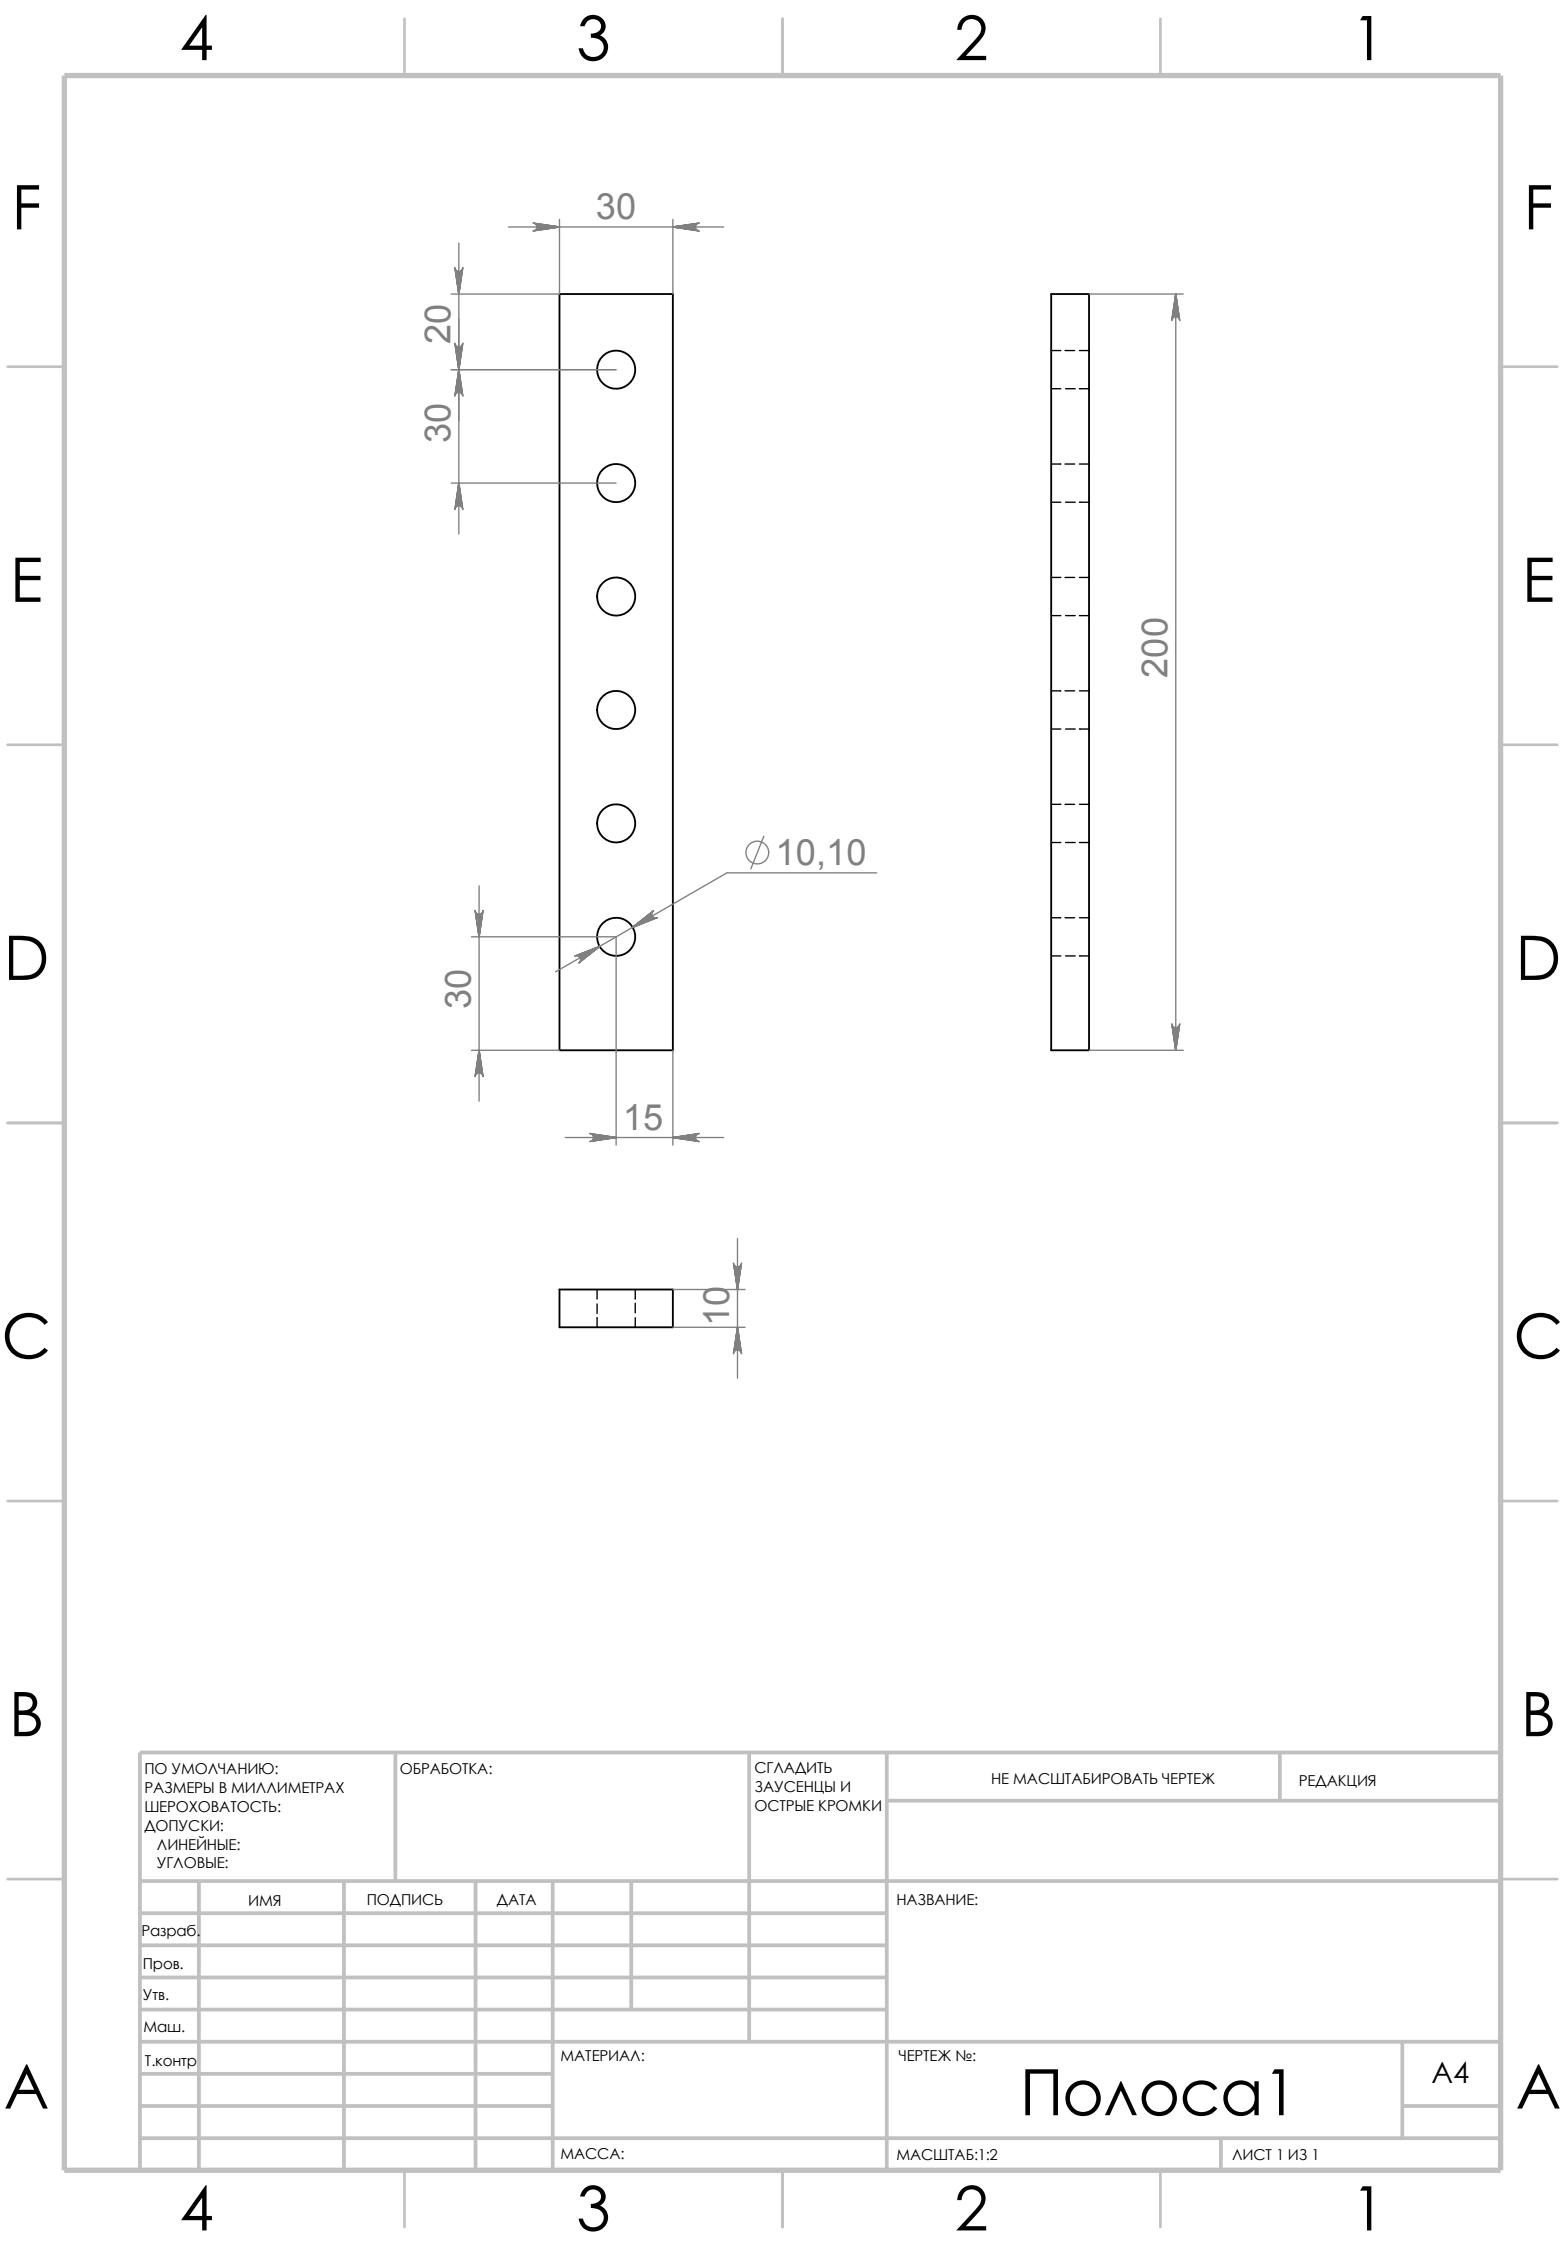 4 3 2 1
F F
30
20
30
E E
200
⌀10,10
D D
30
15
10
C C
B B
ПО УМОЛЧАНИЮ:
РАЗМЕРЫ В МИЛЛИМЕТРАХ
ШЕРОХОВАТОСТЬ:
ДОПУСКИ:
ЛИНЕЙНЫЕ:
УГЛОВЫЕ:
ОБРАБОТКА:
СГЛАДИТЬ
ЗАУСЕНЦЫ И
ОСТРЫЕ КРОМКИ
НЕ МАСШТАБИРОВАТЬ ЧЕРТЕЖ
РЕДАКЦИЯ
ИМЯ ПОДПИСЬ ДАТА
НАЗВАНИЕ:
Разраб.
Пров.
Утв.
Маш.
Т.контр
МАТЕРИАЛ:
ЧЕРТЕЖ №:
Полоса1
A4
A A
МАССА:
МАСШТАБ:1:2
ЛИСТ 1 ИЗ 1
4 3 2 1